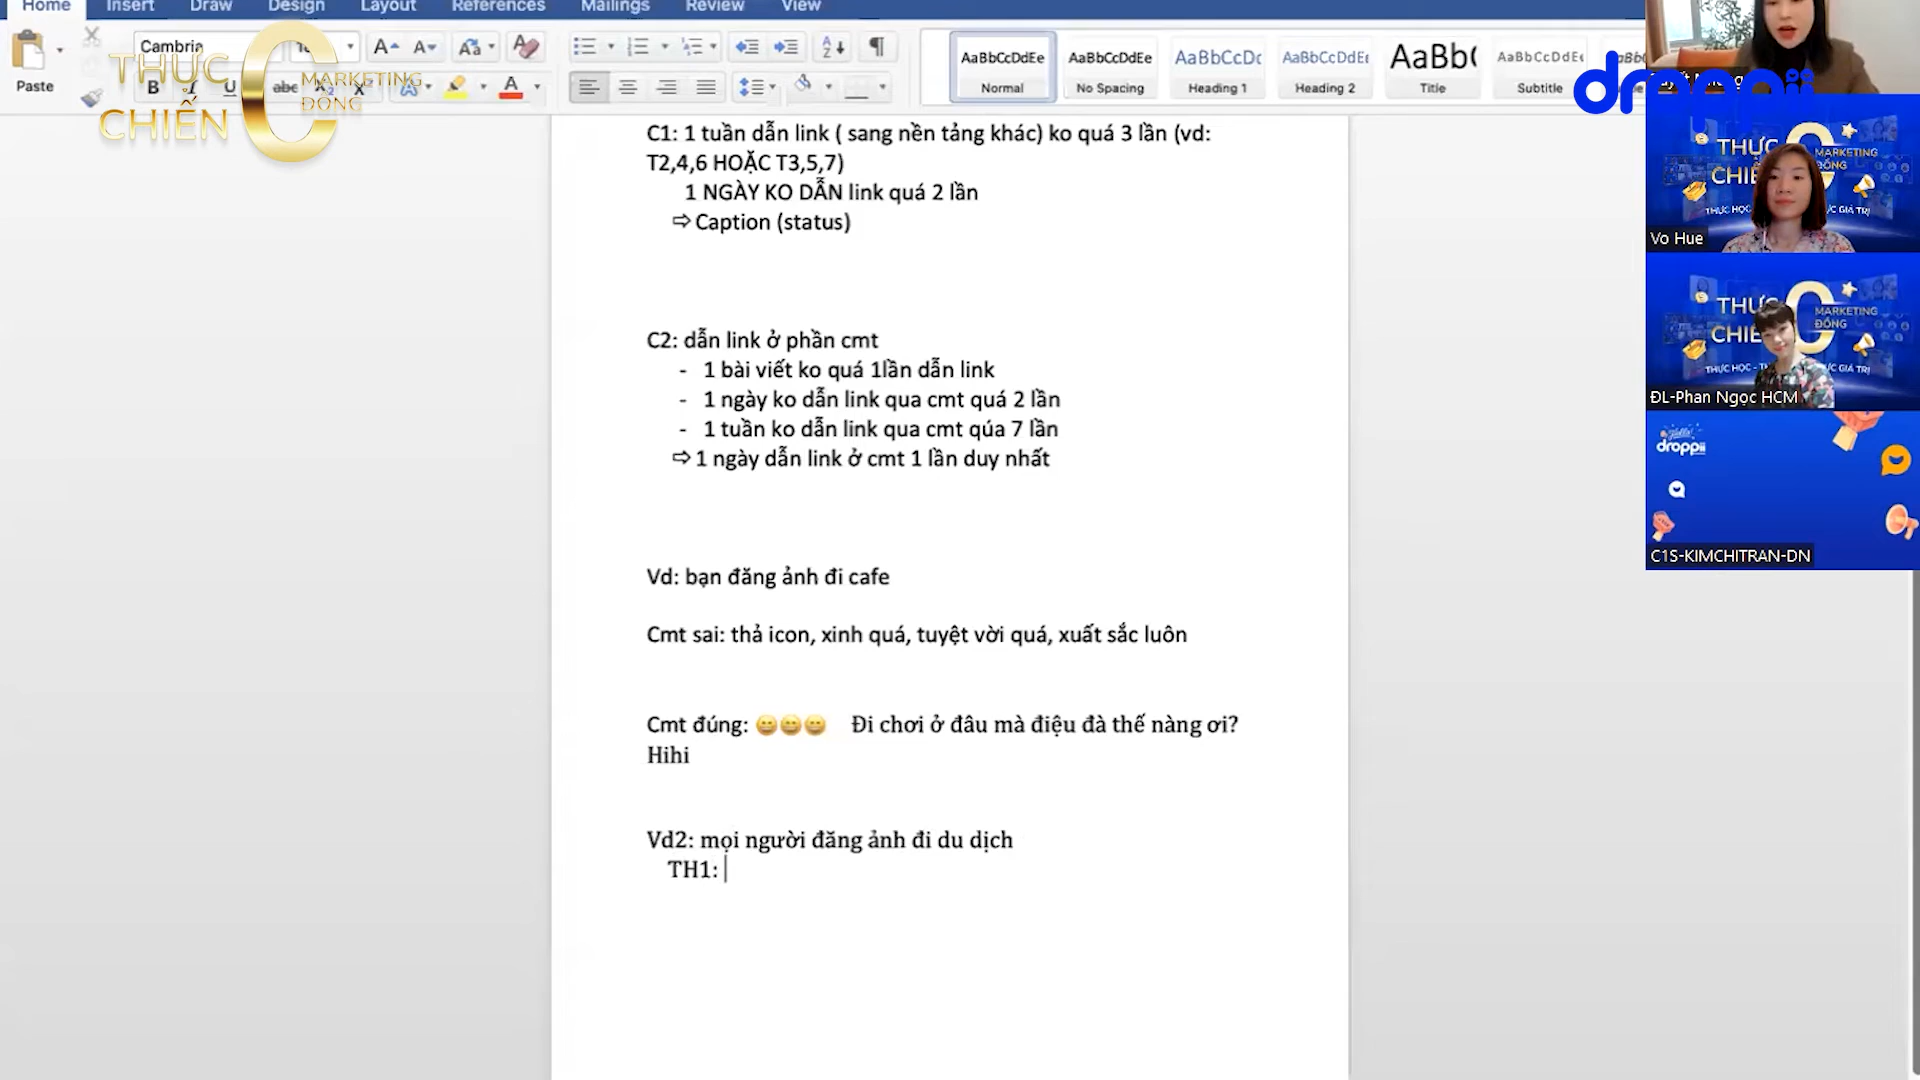 Home Insert Draw Design Layout References Mailings Review View
Paste
Cambria
AaBbCcDdEe AaBbCcDdEe AaBbCcDc AaBbCcDdEe AaBb( AaBbCcDdEe
Normal No Spacing Heading 1 Heading 2 Title Subtitle
THỰC CHIẾN C MARKETING ĐỒNG
droppii
C1: 1 tuần dẫn link ( sang nền tảng khác) ko quá 3 lần (vd:
T2,4,6 HOẶC T3,5,7)
1 NGÀY KO DẪN link quá 2 lần
⇨ Caption (status)
C2: dẫn link ở phần cmt
- 1 bài viết ko quá 1lần dẫn link
- 1 ngày ko dẫn link qua cmt quá 2 lần
- 1 tuần ko dẫn link qua cmt qúa 7 lần
⇨ 1 ngày dẫn link ở cmt 1 lần duy nhất
Vd: bạn đăng ảnh đi cafe
Cmt sai: thả icon, xinh quá, tuyệt vời quá, xuất sắc luôn
Cmt đúng: 😀😀😀 Đi chơi ở đâu mà điệu đà thế nàng ơi?
Hihi
Vd2: mọi người đăng ảnh đi du dịch
TH1:
MARKETING
Vo Hue
MARKETING
ĐỒNG
ĐL-Phan Ngọc HCM
droppii
C1S-KIMCHITRAN-DN